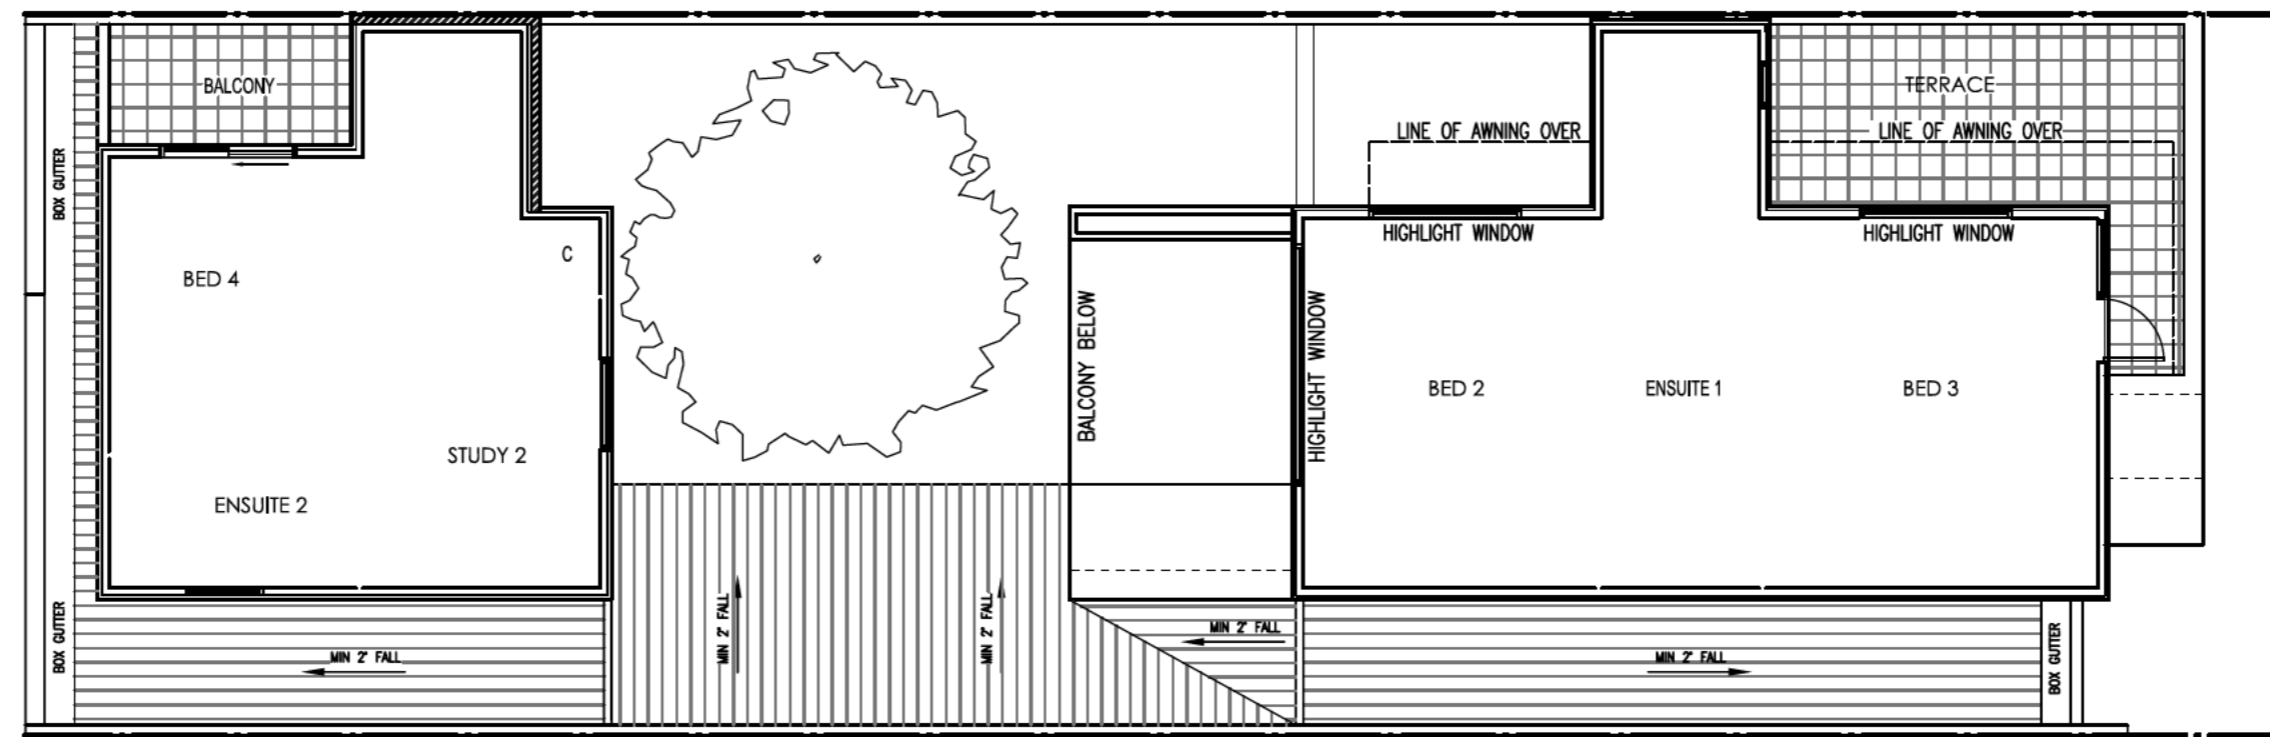 BALCONY
TERRACE
LINE OF AWNING OVER
LINE OF AWNING OVER
BOX GUTTER
HIGHLIGHT WINDOW
HIGHLIGHT WINDOW
C
BED 4
BALCONY BELOW
HIGHLIGHT WINDOW
BED 2
ENSUITE 1
BED 3
STUDY 2
ENSUITE 2
BOX GUTTER
MIN 2° FALL
MIN 2° FALL
MIN 2° FALL
MIN 2° FALL
MIN 2° FALL
BOX GUTTER